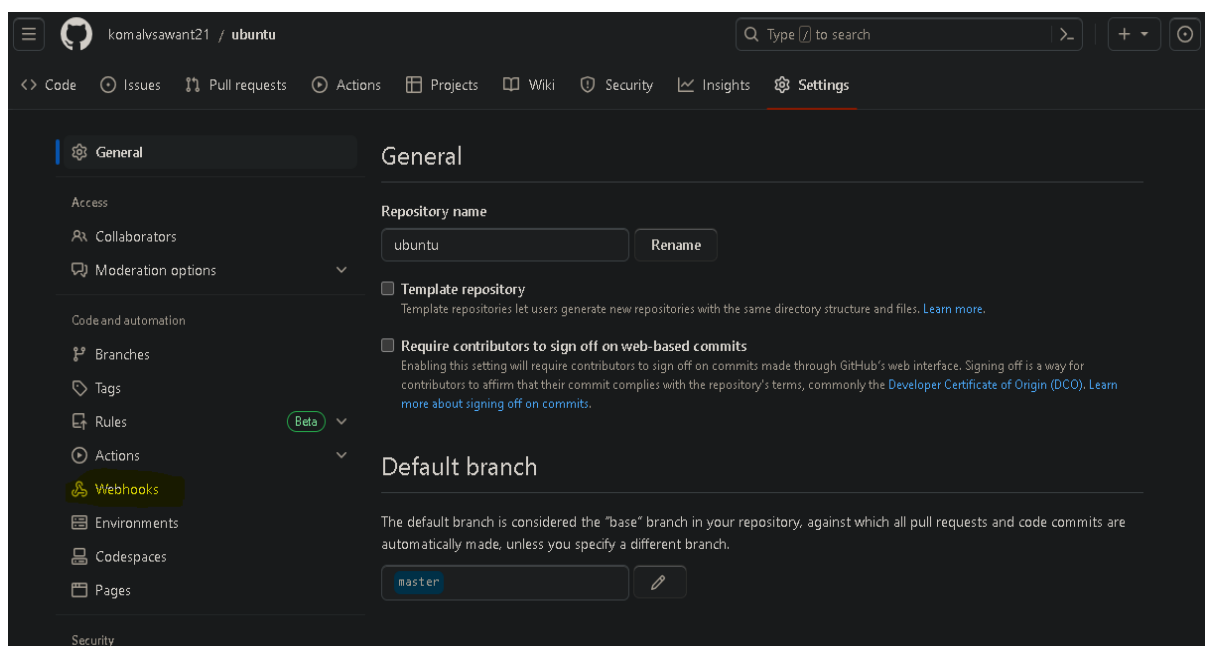 komalvsawant21 / ubuntu
Type / to search
Code Issues Pull requests Actions Projects Wiki Security Insights Settings
General
Access
Collaborators
Moderation options
Code and automation
Branches
Tags
Rules Beta
Actions
Webhooks
Environments
Codespaces
Pages
Security
General
Repository name
ubuntu Rename
Template repository
Template repositories let users generate new repositories with the same directory structure and files. Learn more.
Require contributors to sign off on web-based commits
Enabling this setting will require contributors to sign off on commits made through GitHub's web interface. Signing off is a way for
contributors to affirm that their commit complies with the repository's terms, commonly the Developer Certificate of Origin (DCO). Learn
more about signing off on commits.
Default branch
The default branch is considered the "base" branch in your repository, against which all pull requests and code commits are
automatically made, unless you specify a different branch.
master